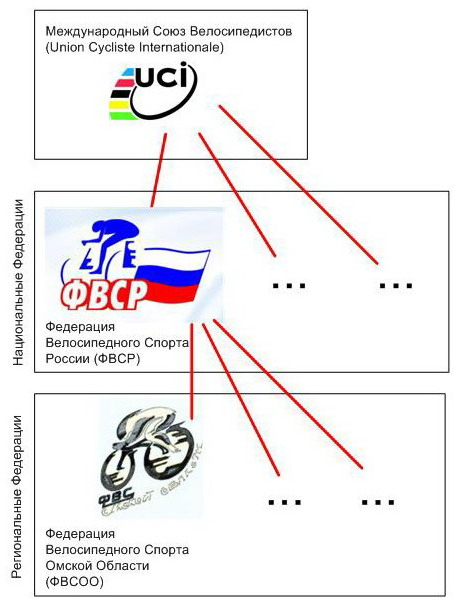 Международный Союз Велосипедистов
(Union Cycliste Internationale)
UCi
Национальные Федерации
ФВСР
... ...
Федерация
Велосипедного Спорта
России (ФВСР)
Региональные Федерации
ФВС
... ...
Федерация
Велосипедного Спорта
Омской Области
(ФВСОО)